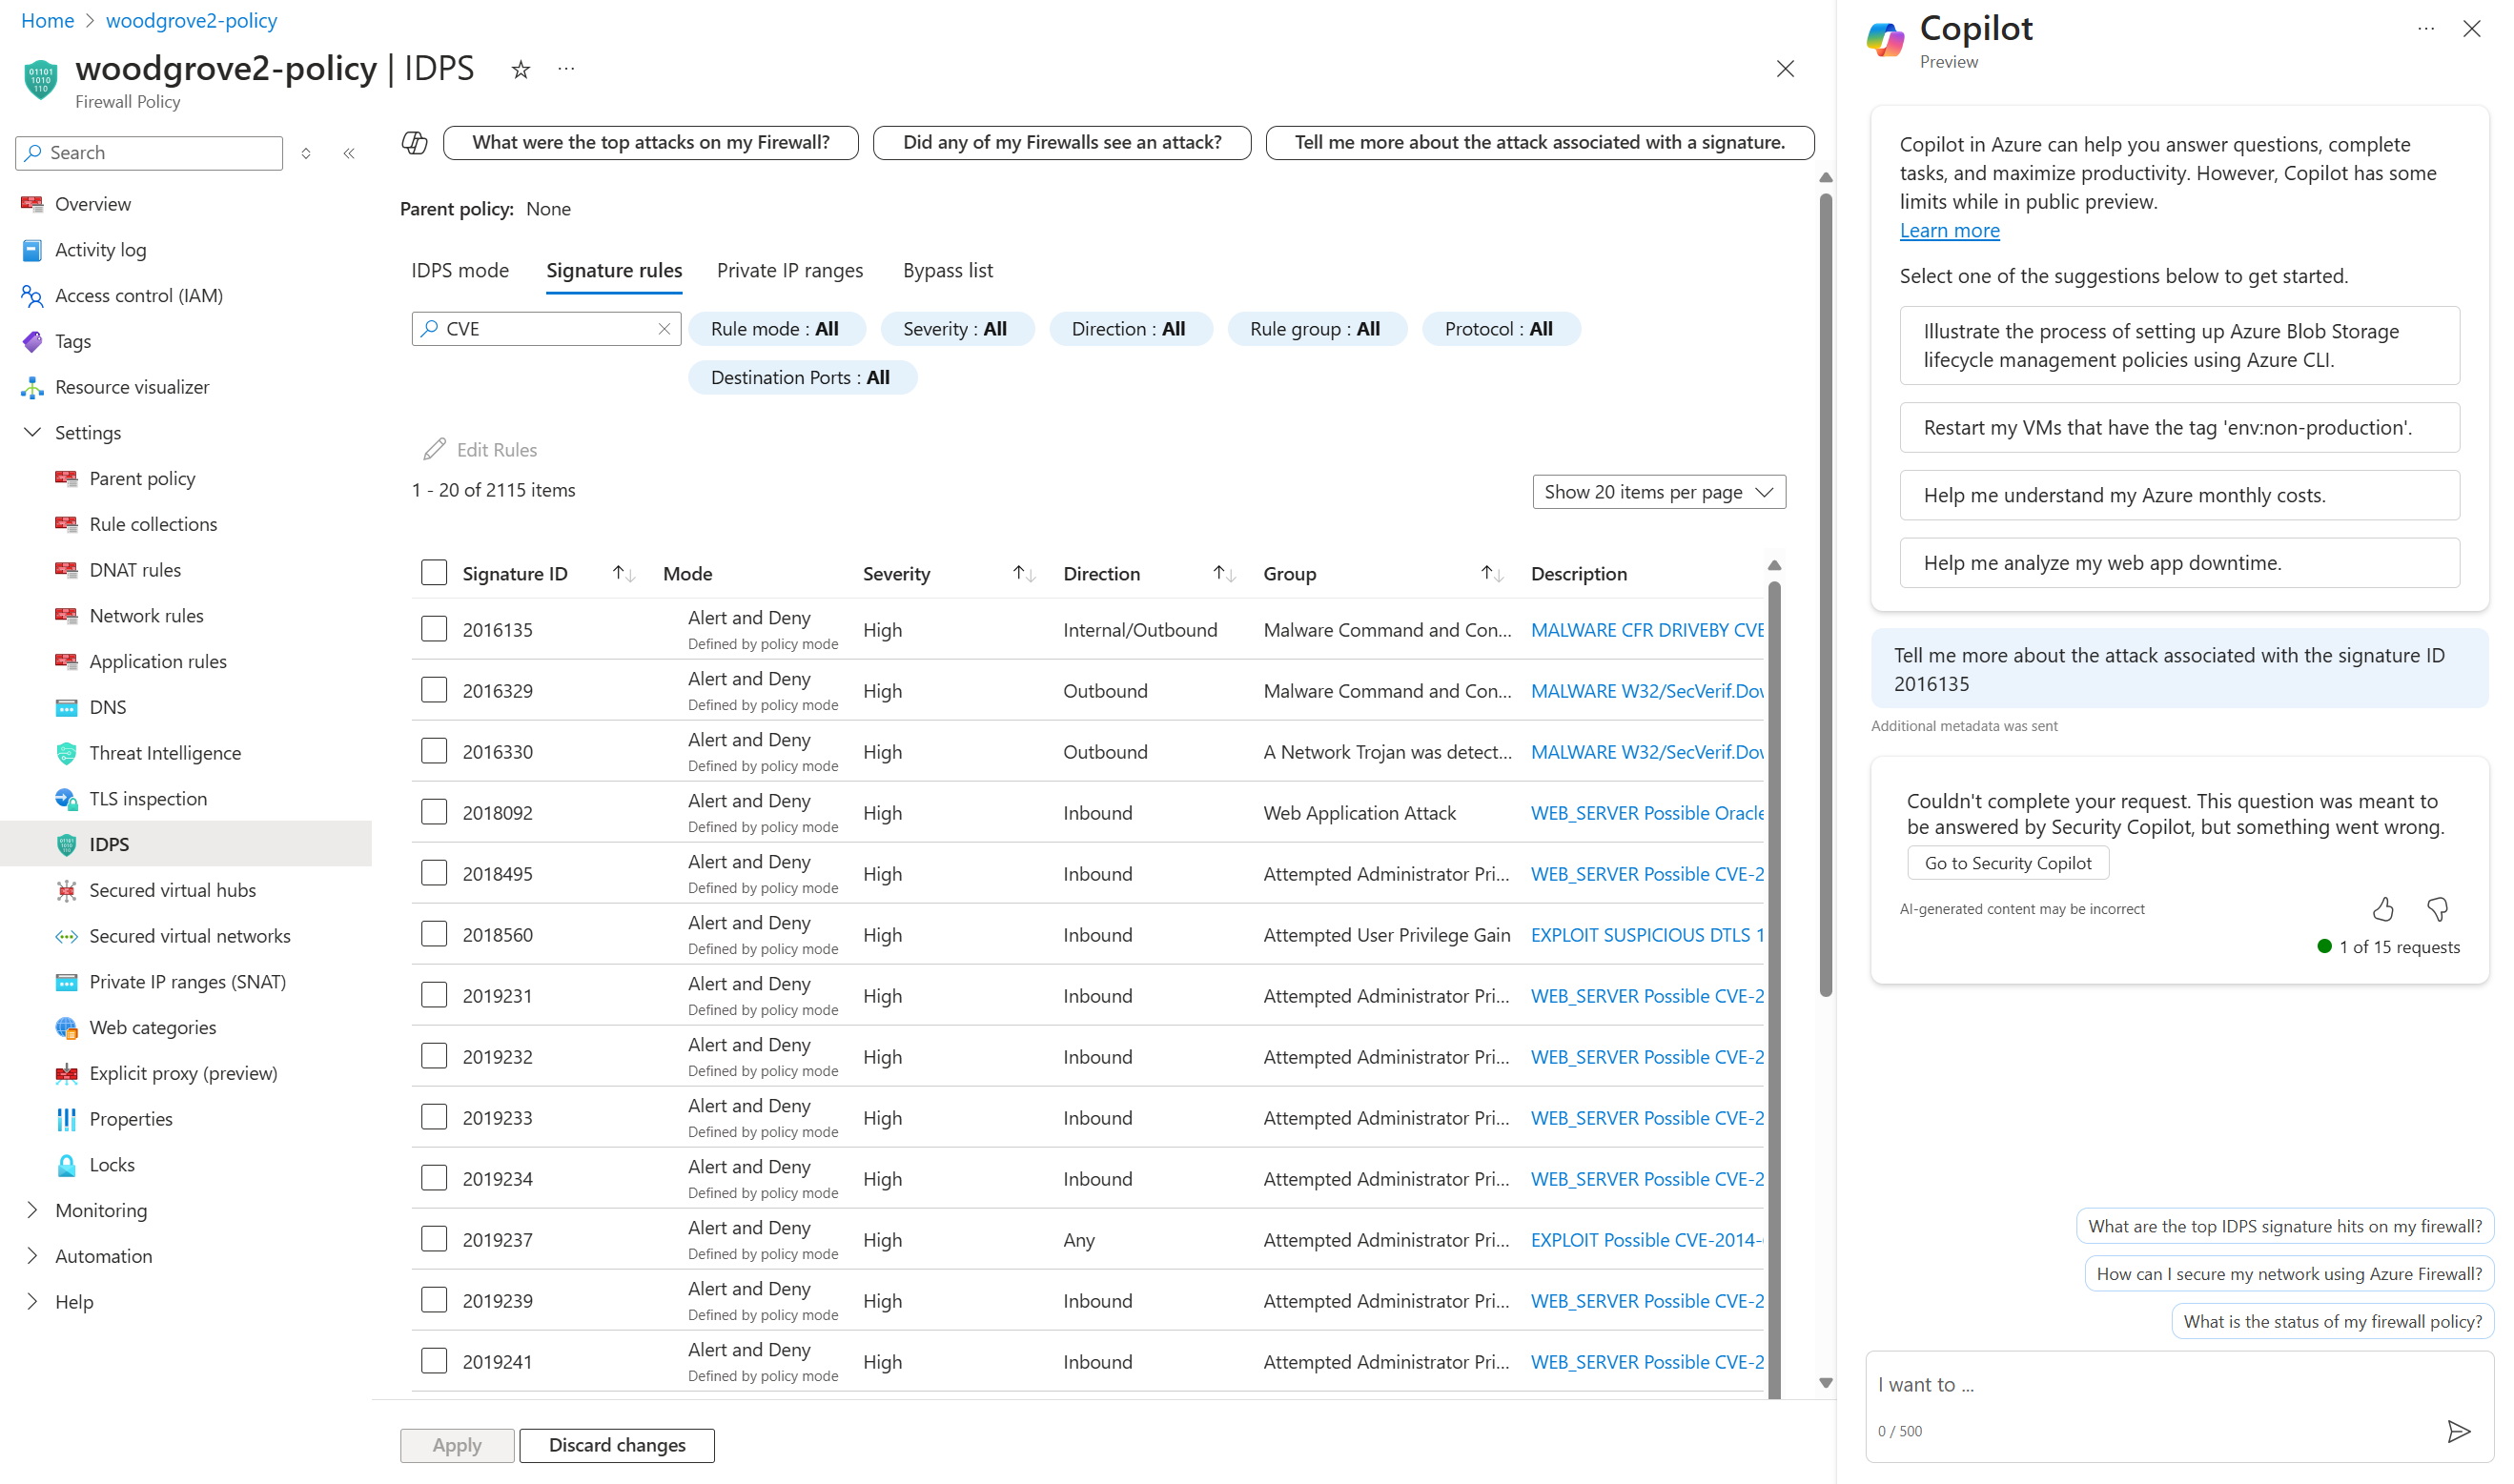 Home > woodgrove2-policy
woodgrove2-policy | IDPS
Firewall Policy
Search
Overview
Activity log
Access control (IAM)
Tags
Resource visualizer
Settings
Parent policy
Rule collections
DNAT rules
Network rules
Application rules
DNS
Threat Intelligence
TLS inspection
IDPS
Secured virtual hubs
Secured virtual networks
Private IP ranges (SNAT)
Web categories
Explicit proxy (preview)
Properties
Locks
Monitoring
Automation
Help
What were the top attacks on my Firewall? Did any of my Firewalls see an attack? Tell me more about the attack associated with a signature.
Parent policy: None
IDPS mode Signature rules Private IP ranges Bypass list
CVE Rule mode : All Severity : All Direction : All Rule group : All Protocol : All
Destination Ports : All
Edit Rules
1 - 20 of 2115 items Show 20 items per page
Signature ID Mode Severity Direction Group Description
2016135 Alert and Deny High Internal/Outbound Malware Command and Con... MALWARE CFR DRIVEBY CVE
Defined by policy mode
2016329 Alert and Deny High Outbound Malware Command and Con... MALWARE W32/SecVerif.Dov
Defined by policy mode
2016330 Alert and Deny High Outbound A Network Trojan was detect... MALWARE W32/SecVerif.Dov
Defined by policy mode
2018092 Alert and Deny High Inbound Web Application Attack WEB_SERVER Possible Oracle
Defined by policy mode
2018495 Alert and Deny High Inbound Attempted Administrator Pri... WEB_SERVER Possible CVE-2
Defined by policy mode
2018560 Alert and Deny High Inbound Attempted User Privilege Gain EXPLOIT SUSPICIOUS DTLS 1
Defined by policy mode
2019231 Alert and Deny High Inbound Attempted Administrator Pri... WEB_SERVER Possible CVE-2
Defined by policy mode
2019232 Alert and Deny High Inbound Attempted Administrator Pri... WEB_SERVER Possible CVE-2
Defined by policy mode
2019233 Alert and Deny High Inbound Attempted Administrator Pri... WEB_SERVER Possible CVE-2
Defined by policy mode
2019234 Alert and Deny High Inbound Attempted Administrator Pri... WEB_SERVER Possible CVE-2
Defined by policy mode
2019237 Alert and Deny High Any Attempted Administrator Pri... EXPLOIT Possible CVE-2014-
Defined by policy mode
2019239 Alert and Deny High Inbound Attempted Administrator Pri... WEB_SERVER Possible CVE-2
Defined by policy mode
2019241 Alert and Deny High Inbound Attempted Administrator Pri... WEB_SERVER Possible CVE-2
Defined by policy mode
Apply Discard changes
Copilot
Preview
Copilot in Azure can help you answer questions, complete
tasks, and maximize productivity. However, Copilot has some
limits while in public preview.
Learn more
Select one of the suggestions below to get started.
Illustrate the process of setting up Azure Blob Storage
lifecycle management policies using Azure CLI.
Restart my VMs that have the tag 'env:non-production'.
Help me understand my Azure monthly costs.
Help me analyze my web app downtime.
Tell me more about the attack associated with the signature ID
2016135
Additional metadata was sent
Couldn't complete your request. This question was meant to
be answered by Security Copilot, but something went wrong.
Go to Security Copilot
AI-generated content may be incorrect
1 of 15 requests
What are the top IDPS signature hits on my firewall?
How can I secure my network using Azure Firewall?
What is the status of my firewall policy?
I want to ...
0 / 500